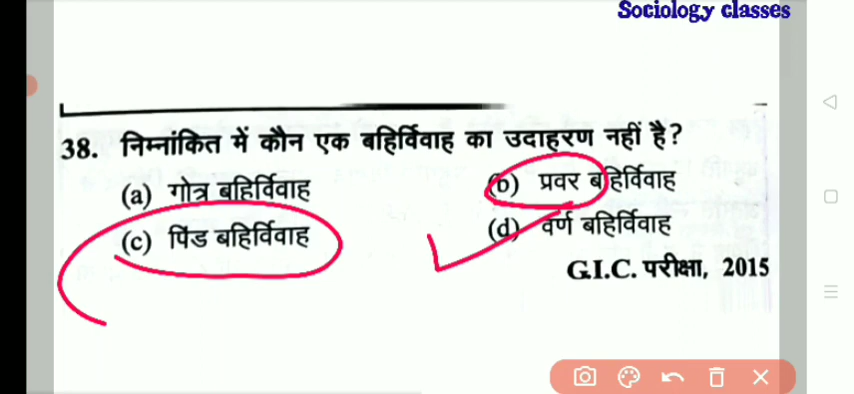 Sociology classes
38. निम्नांकित में कौन एक बहिर्विवाह का उदाहरण नहीं है?
(a) गोत्र बहिर्विवाह (b) प्रवर बहिर्विवाह
(c) पिंड बहिर्विवाह (d) वर्ण बहिर्विवाह
G.I.C. परीक्षा, 2015